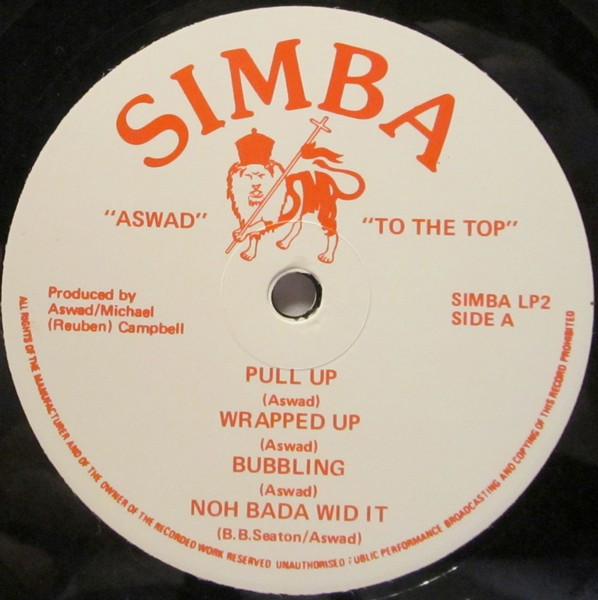 SIMBA
SMP
"ASWAD"
"TO THE TOP"
Produced by
Aswad/Michael
(Reuben) Campbell
SIMBA LP2
SIDE A
PULL UP
(Aswad)
WRAPPED UP
(Aswad)
BUBBLING
(Aswad)
NOH BADA WID IT
(B.B.Seaton/Aswad)
ALL RIGHTS OF THE MANUFACTURER AND OF THE OWNER OF THE RECORDED WORK RESERVED UNAUTHORISED PUBLIC PERFORMANCE BROADCASTING AND COPYING OF THIS RECORD PROHIBITED